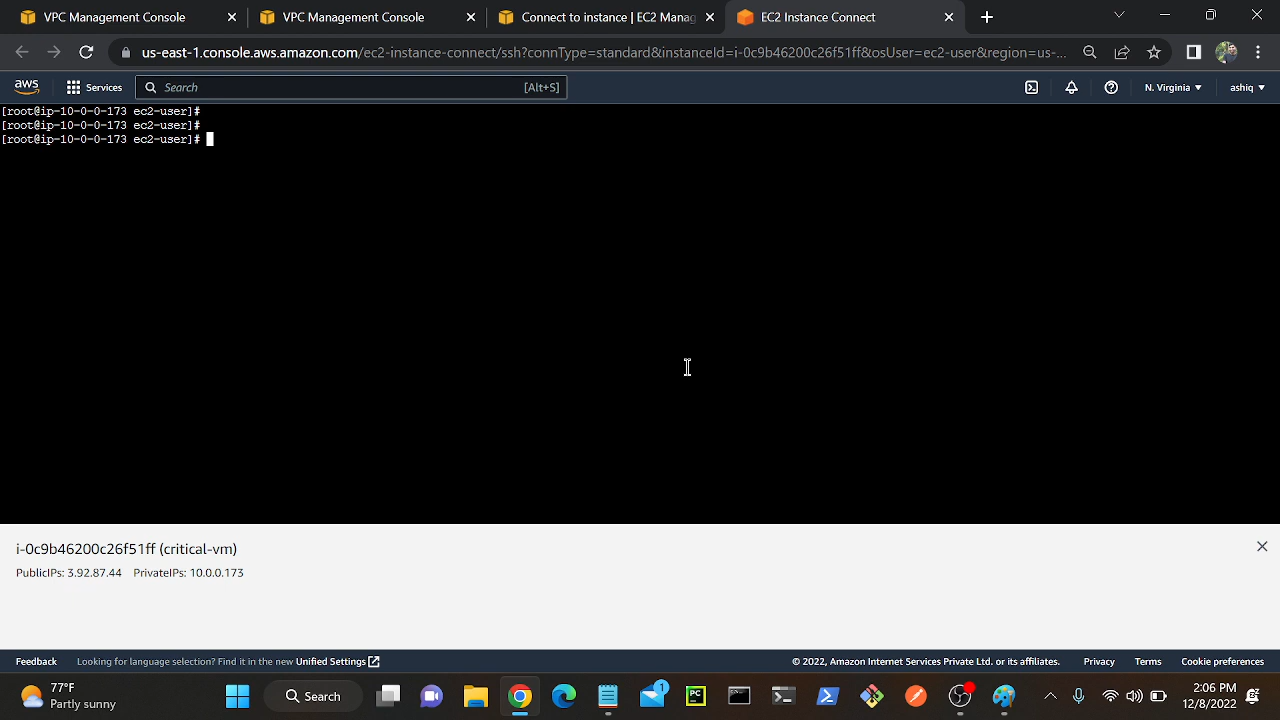 VPC Management Console
VPC Management Console
Connect to instance | EC2 Manag
EC2 Instance Connect
us-east-1.console.aws.amazon.com/ec2-instance-connect/ssh?connType=standard&instanceId=i-0c9b46200c26f51ff&osUser=ec2-user&region=us-...
aws
Services
Search
[Alt+S]
N. Virginia
ashiq
[root@ip-10-0-0-173 ec2-user]#
[root@ip-10-0-0-173 ec2-user]#
[root@ip-10-0-0-173 ec2-user]#
i-0c9b46200c26f51ff (critical-vm)
PublicIPs: 3.92.87.44 PrivateIPs: 10.0.0.173
Feedback
Looking for language selection? Find it in the new Unified Settings
© 2022, Amazon Internet Services Private Ltd. or its affiliates.
Privacy
Terms
Cookie preferences
77°F
Partly sunny
Search
1
PC
2:06 PM
12/8/2022